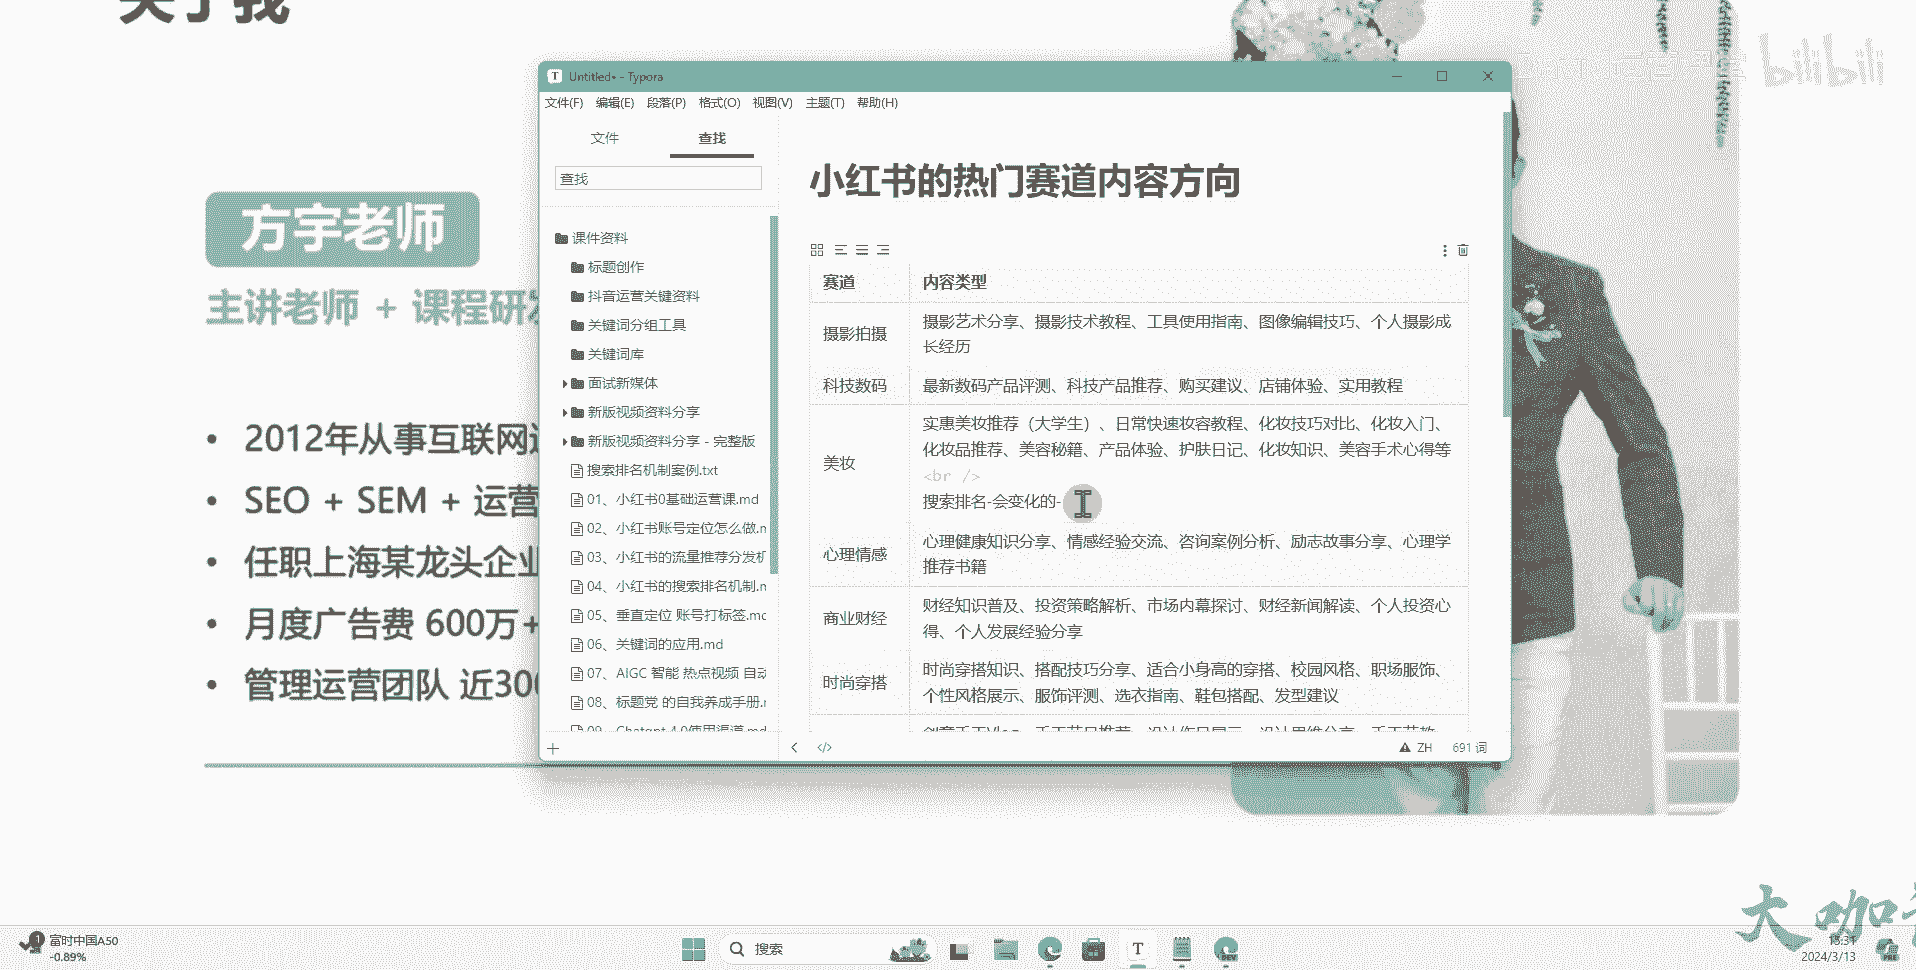 关于我
bilibili
方宇老师
主讲老师 + 课程研发
2012年从事互联网运
SEO + SEM + 运营
任职上海某龙头企业
月度广告费 600万+
管理运营团队 近300
Untitled• - Typora
文件(F) 编辑(E) 段落(P) 格式(O) 视图(V) 主题(T) 帮助(H)
文件 查找
查找
课件资料
标题创作
抖音运营关键资料
关键词分组工具
关键词库
面试新媒体
新版视频资料分享
新版视频资料分享 - 完整版
搜索排名机制案例.txt
01、小红书0基础运营课.md
02、小红书账号定位怎么做.m
03、小红书的流量推荐分发机
04、小红书的搜索排名机制.m
05、垂直定位 账号打标签.mc
06、关键词的应用.md
07、AIGC 智能 热点视频 自动
08、标题党 的自我养成手册.r
09、Chatgpt 4.0使用渠道.md
小红书的热门赛道内容方向
赛道 内容类型
摄影拍摄
摄影艺术分享、摄影技术教程、工具使用指南、图像编辑技巧、个人摄影成
长经历
科技数码 最新数码产品评测、科技产品推荐、购买建议、店铺体验、实用教程
美妆
实惠美妆推荐（大学生）、日常快速妆容教程、化妆技巧对比、化妆入门、
化妆品推荐、美容秘籍、产品体验、护肤日记、化妆知识、美容手术心得等
<br />
搜索排名-会变化的-
心理情感
心理健康知识分享、情感经验交流、咨询案例分析、励志故事分享、心理学
推荐书籍
商业财经
财经知识普及、投资策略解析、市场内幕探讨、财经新闻解读、个人投资心
得、个人发展经验分享
时尚穿搭
时尚穿搭知识、搭配技巧分享、适合小身高的穿搭、校园风格、职场服饰、
个性风格展示、服饰评测、选衣指南、鞋包搭配、发型建议
ZH 691 词
大咖
富时中国A50
-0.89%
搜索
15:31
2024/3/13